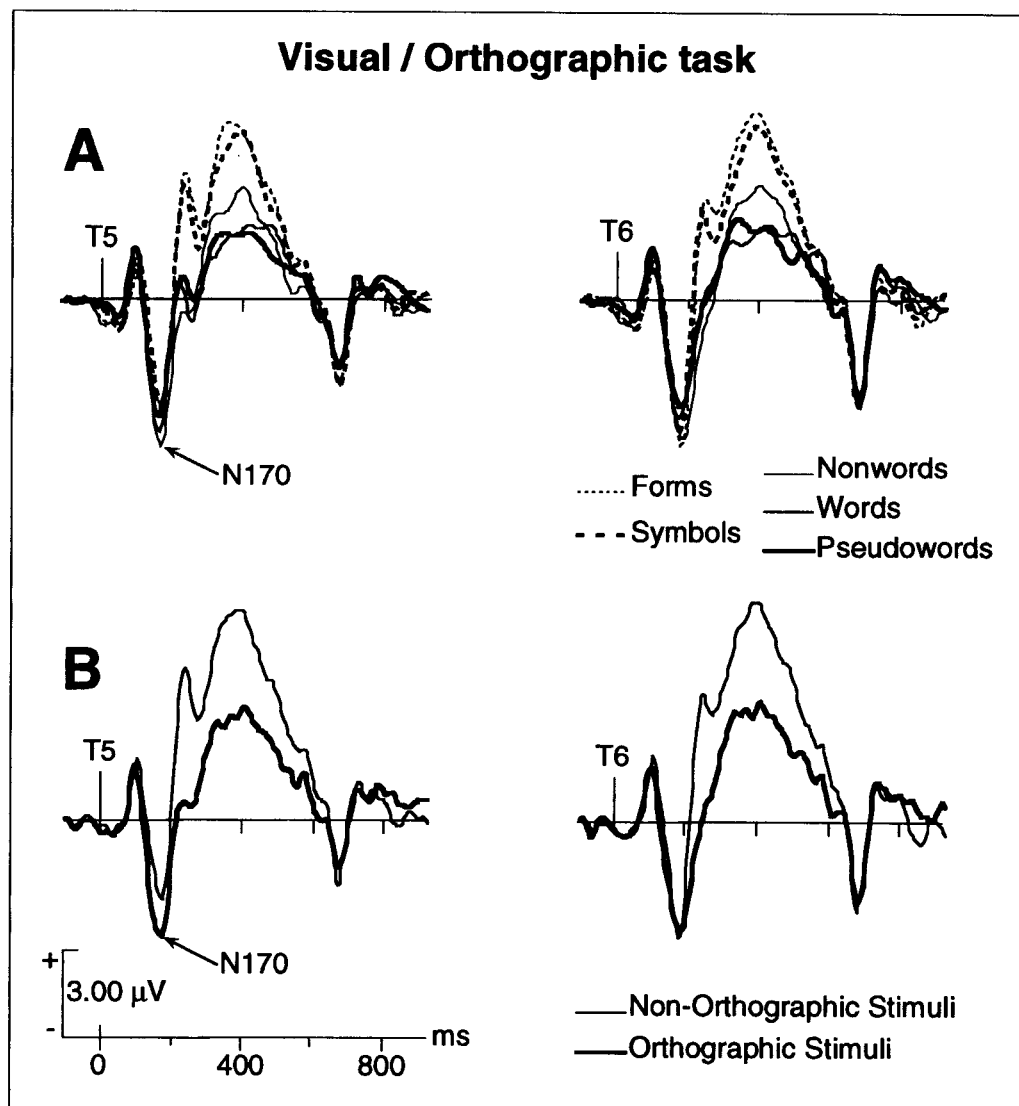 Visual / Orthographic task
A
T5
T6
N170
Forms
Symbols
Nonwords
Words
Pseudowords
B
T5
T6
N170
+
3.00 µV
-
ms
0 400 800
Non-Orthographic Stimuli
Orthographic Stimuli